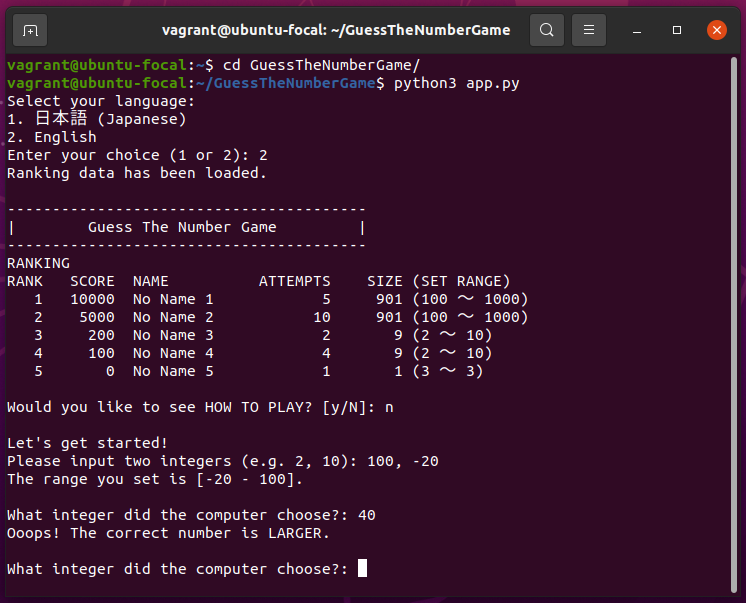 vagrant@ubuntu-focal: ~/GuessTheNumberGame
vagrant@ubuntu-focal:~$ cd GuessTheNumberGame/
vagrant@ubuntu-focal:~/GuessTheNumberGame$ python3 app.py
Select your language:
1. 日本語 (Japanese)
2. English
Enter your choice (1 or 2): 2
Ranking data has been loaded.
----------------------------------------
|        Guess The Number Game         |
----------------------------------------
RANKING
RANK   SCORE  NAME          ATTEMPTS    SIZE (SET RANGE)
   1   10000  No Name 1            5     901 (100 〜 1000)
   2    5000  No Name 2           10     901 (100 〜 1000)
   3     200  No Name 3            2       9 (2 〜 10)
   4     100  No Name 4            4       9 (2 〜 10)
   5       0  No Name 5            1       1 (3 〜 3)
Would you like to see HOW TO PLAY? [y/N]: n
Let's get started!
Please input two integers (e.g. 2, 10): 100, -20
The range you set is [-20 - 100].
What integer did the computer choose?: 40
Ooops! The correct number is LARGER.
What integer did the computer choose?: